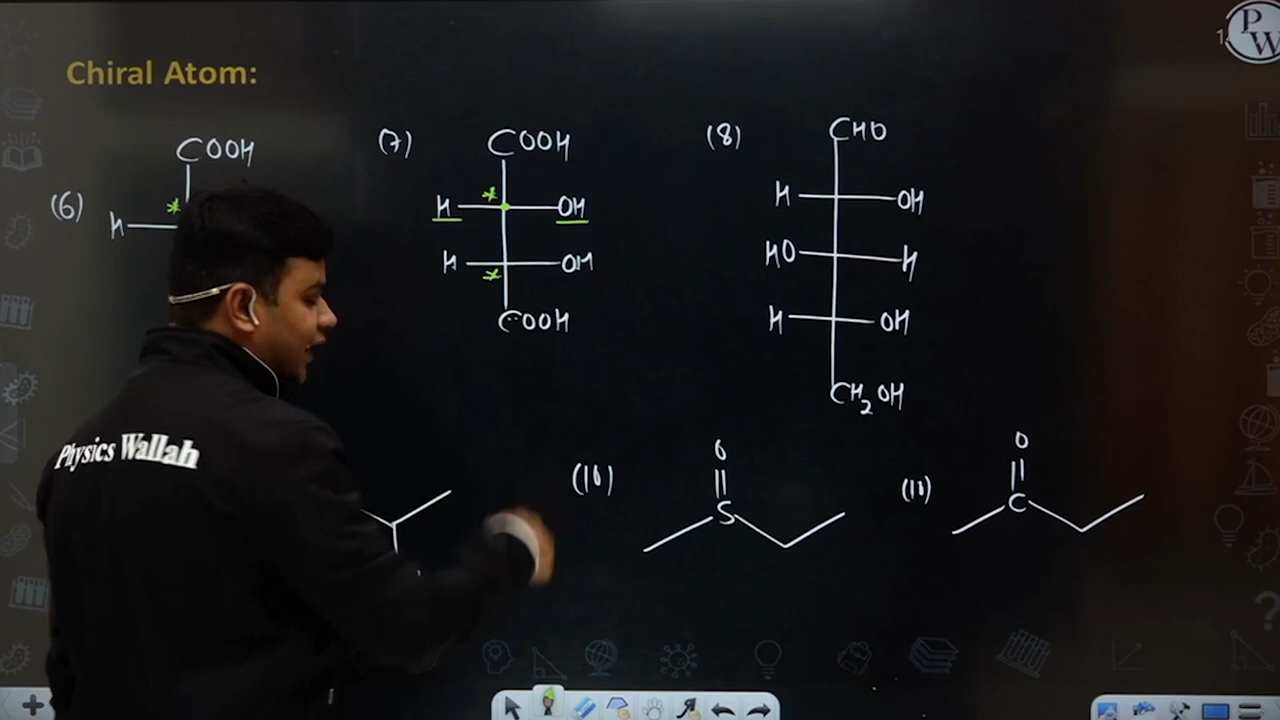 Chiral Atom:
PW
(6)
COOH
*
H
(7)
COOH
H * OH
H * OH
COOH
(8)
CHO
H OH
HO H
H OH
CH2OH
(10)
O
S
(11)
O
C
Physics Wallah